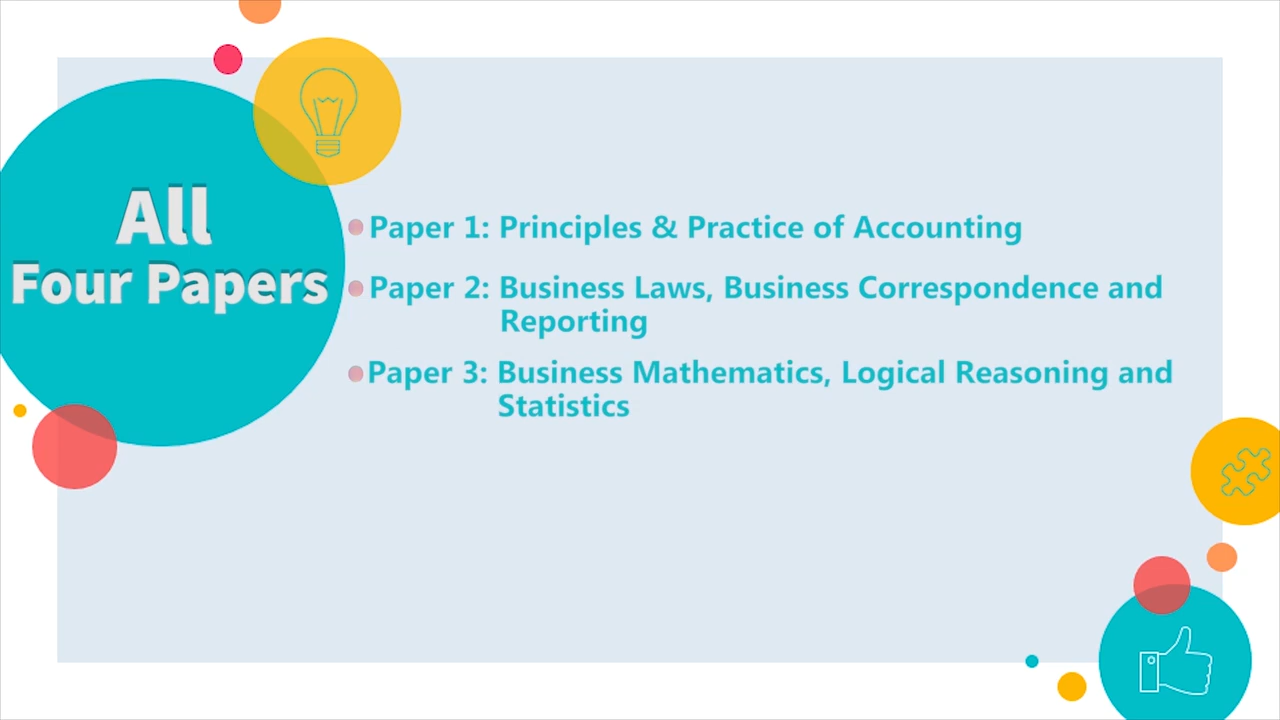 All
Four Papers
Paper 1: Principles & Practice of Accounting
Paper 2: Business Laws, Business Correspondence and
Reporting
Paper 3: Business Mathematics, Logical Reasoning and
Statistics